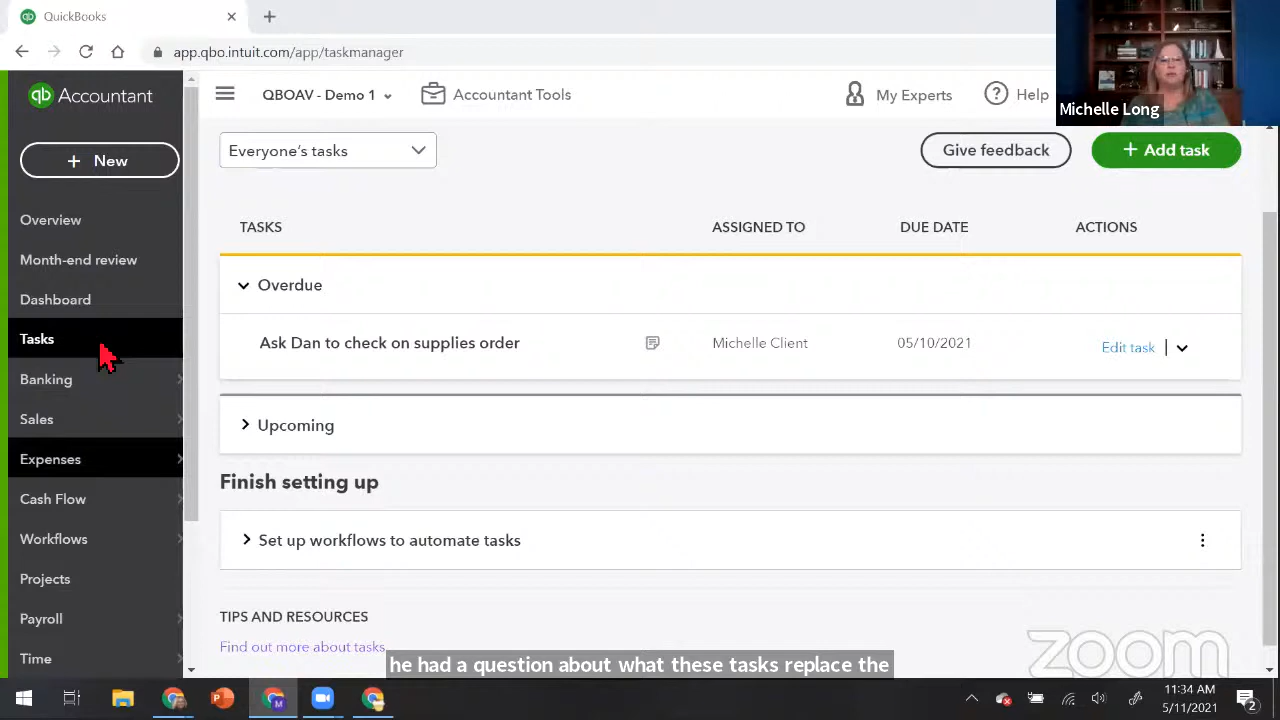 QuickBooks
app.qbo.intuit.com/app/taskmanager
Michelle Long
qb Accountant
QBOAV - Demo 1
Accountant Tools
My Experts
Help
+ New
Everyone's tasks
Give feedback
+ Add task
Overview
Month-end review
Dashboard
Tasks
Banking
Sales
Expenses
Cash Flow
Workflows
Projects
Payroll
Time
TASKS ASSIGNED TO DUE DATE ACTIONS
Overdue
Ask Dan to check on supplies order Michelle Client 05/10/2021 Edit task
Upcoming
Finish setting up
Set up workflows to automate tasks
TIPS AND RESOURCES
Find out more about tasks
he had a question about what these tasks replace the
zoom
11:34 AM
5/11/2021
2